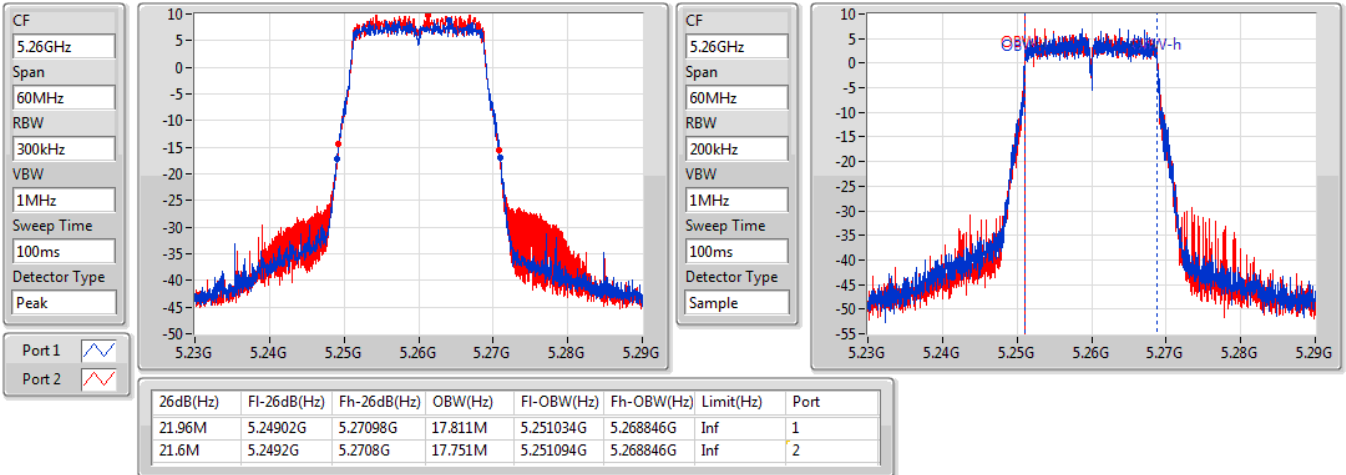 CF
5.26GHz
Span
60MHz
RBW
300kHz
VBW
1MHz
Sweep Time
100ms
Detector Type
Peak
Port 1
Port 2
10
5
0
-5
-10
-15
-20
-25
-30
-35
-40
-45
-50
5.23G 5.24G 5.25G 5.26G 5.27G 5.28G 5.29G
CF
5.26GHz
Span
60MHz
RBW
200kHz
VBW
1MHz
Sweep Time
100ms
Detector Type
Sample
10
5
0
-5
-10
-15
-20
-25
-30
-35
-40
-45
-50
-55
5.23G 5.24G 5.25G 5.26G 5.27G 5.28G 5.29G
26dB(Hz) Fl-26dB(Hz) Fh-26dB(Hz) OBW(Hz) Fl-OBW(Hz) Fh-OBW(Hz) Limit(Hz) Port
21.96M 5.24902G 5.27098G 17.811M 5.251034G 5.268846G Inf 1
21.6M 5.2492G 5.2708G 17.751M 5.251094G 5.268846G Inf 2